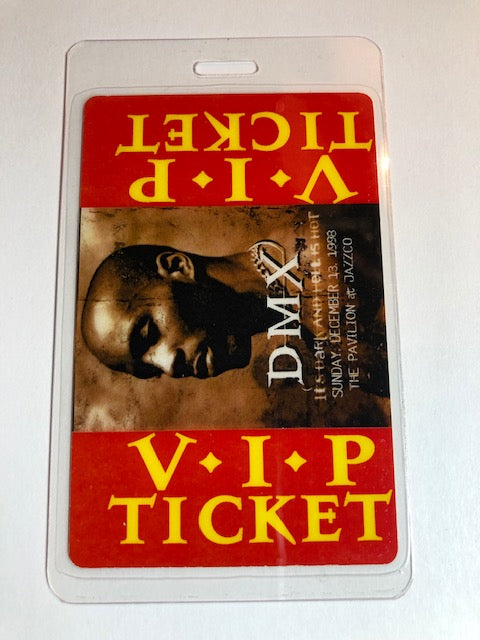 V·I·P
TICKET
DMX
IT'S DARK AND HELL IS HOT
SUNDAY, DECEMBER 13, 1998
THE PAVILION at JAZZCO
V·I·P
TICKET